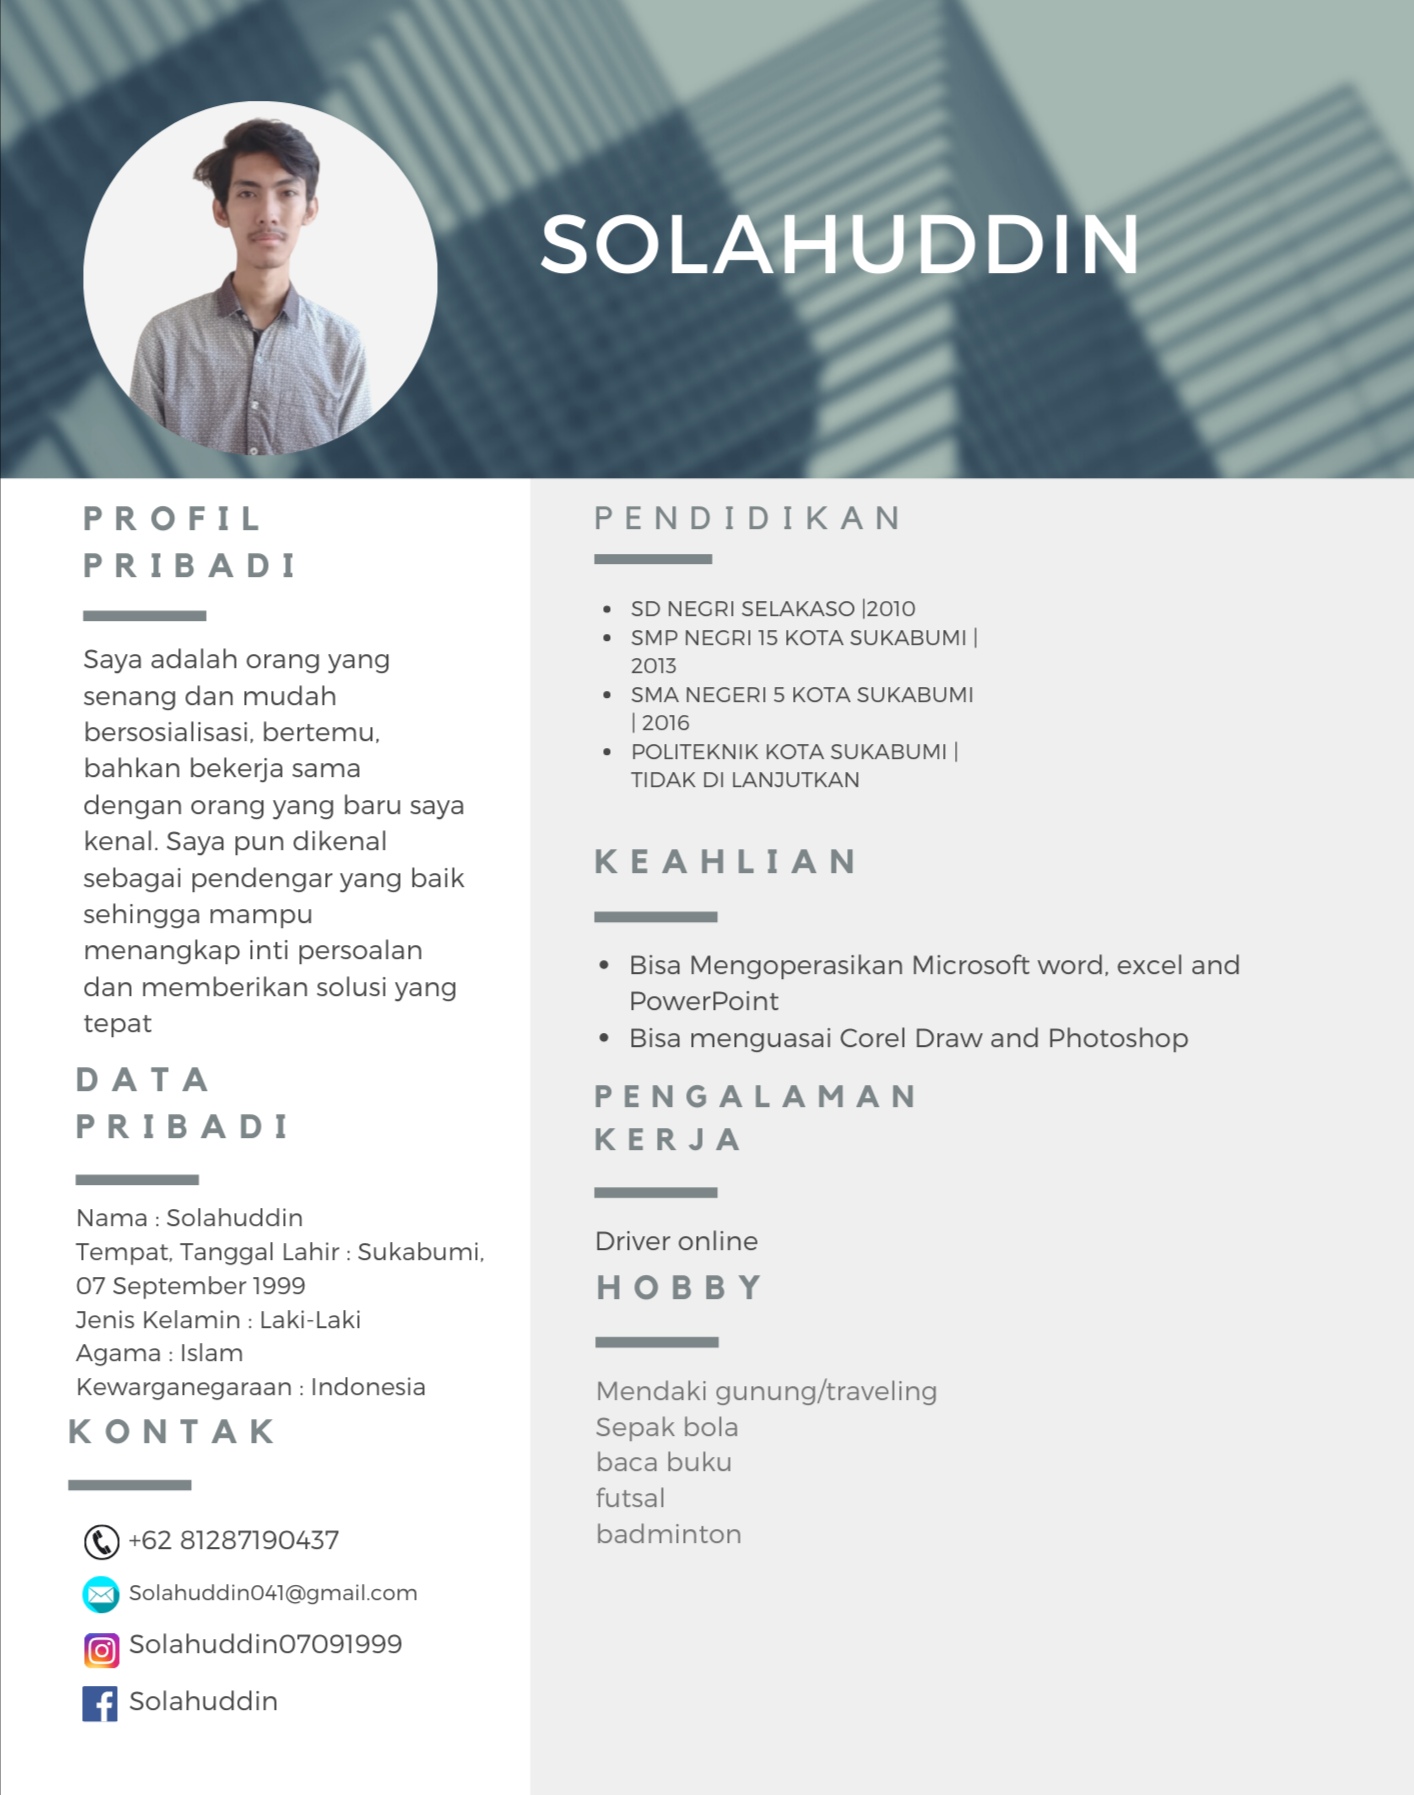 SOLAHUDDIN
PROFIL
PRIBADI
Saya adalah orang yang
senang dan mudah
bersosialisasi, bertemu,
bahkan bekerja sama
dengan orang yang baru saya
kenal. Saya pun dikenal
sebagai pendengar yang baik
sehingga mampu
menangkap inti persoalan
dan memberikan solusi yang
tepat
DATA
PRIBADI
Nama : Solahuddin
Tempat, Tanggal Lahir : Sukabumi,
07 September 1999
Jenis Kelamin : Laki-Laki
Agama : Islam
Kewarganegaraan : Indonesia
KONTAK
+62 81287190437
Solahuddin041@gmail.com
Solahuddin07091999
Solahuddin
PENDIDIKAN
• SD NEGRI SELAKASO |2010
• SMP NEGRI 15 KOTA SUKABUMI |
2013
• SMA NEGERI 5 KOTA SUKABUMI
| 2016
• POLITEKNIK KOTA SUKABUMI |
TIDAK DI LANJUTKAN
KEAHLIAN
• Bisa Mengoperasikan Microsoft word, excel and
PowerPoint
• Bisa menguasai Corel Draw and Photoshop
PENGALAMAN
KERJA
Driver online
HOBBY
Mendaki gunung/traveling
Sepak bola
baca buku
futsal
badminton